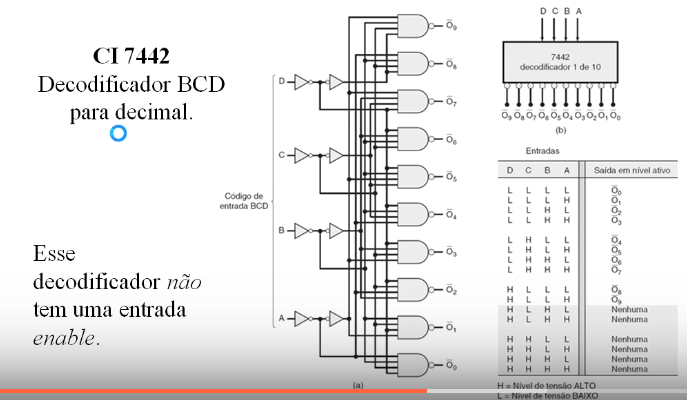 CI 7442
Decodificador BCD
para decimal.
Esse
decodificador não
tem uma entrada
enable.
Código de
entrada BCD
D
C
B
A
Ō9
Ō8
Ō7
Ō6
Ō5
Ō4
Ō3
Ō2
Ō1
Ō0
(a)
D C B A
7442
decodificador 1 de 10
Ō9 Ō8 Ō7 Ō6 Ō5 Ō4 Ō3 Ō2 Ō1 Ō0
(b)
Entradas
D C B A Saída em nível ativo
L L L L Ō0
L L L H Ō1
L L H L Ō2
L L H H Ō3
L H L L Ō4
L H L H Ō5
L H H L Ō6
L H H H Ō7
H L L L Ō8
H L L H Ō9
H L H L Nenhuma
H L H H Nenhuma
H H L L Nenhuma
H H L H Nenhuma
H H H L Nenhuma
H H H H Nenhuma
H = Nível de tensão ALTO
L = Nível de tensão BAIXO